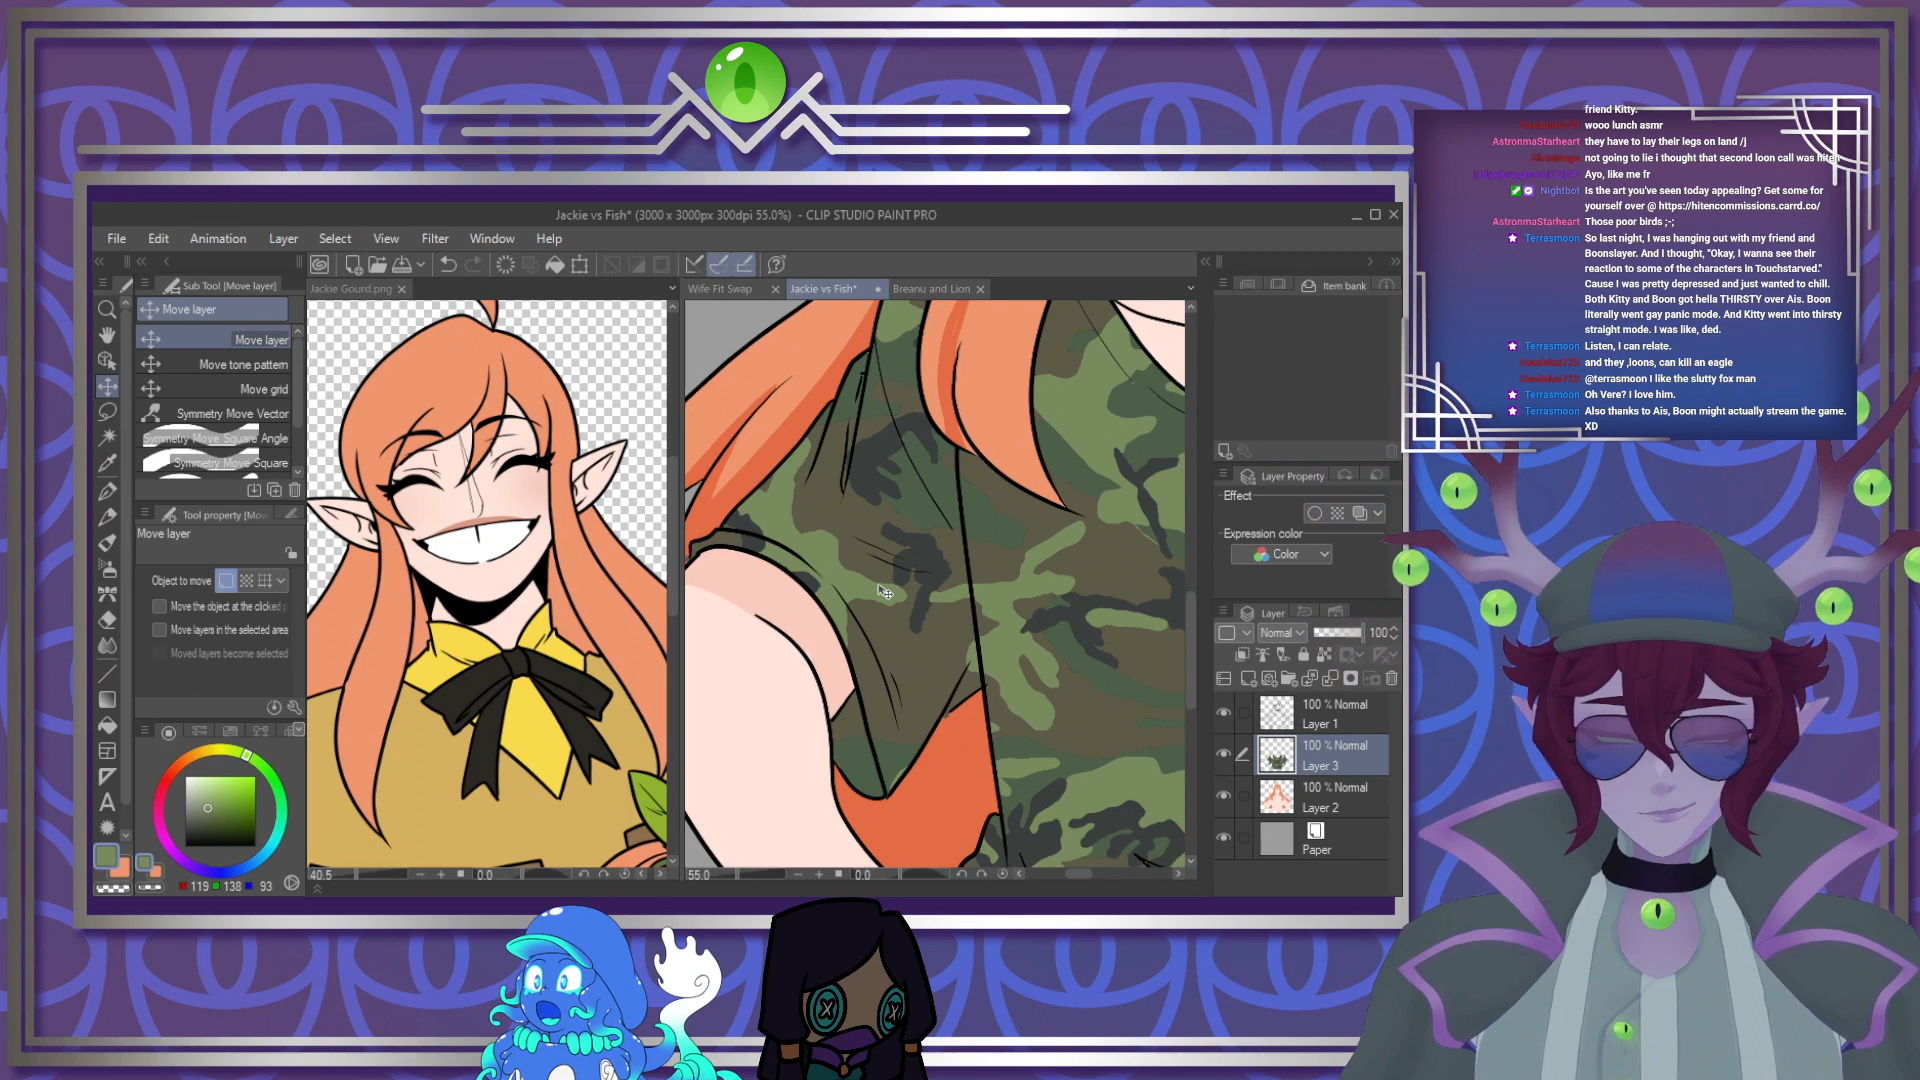 Jackie vs Fish* (3000 x 3000px 300dpi 55.0%) - CLIP STUDIO PAINT PRO
File Edit Animation Layer Select View Filter Window Help
Sub Tool [Move layer]
Jackie Gourd.png
Wife Fit Swap
Jackie vs Fish*
Breanu and Lion
Item bank
Move layer
Move layer
Move tone pattern
Move grid
Symmetry Move Vector
Symmetry Move Square Angle
Symmetry Move Square
Tool property [Move
Move layer
Object to move
Move the object at the clicked p
Move layers in the selected area
Moved layers become selected
119 138 93
40.5 0.0
55.0 0.0
Layer Property
Effect
Expression color
Color
Layer
Normal 100
100 % Normal
Layer 1
100 % Normal
Layer 3
100 % Normal
Layer 2
Paper
friend Kitty.
wooo lunch asmr
AstronmaStarheart they have to lay their legs on land /j
not going to lie i thought that second loon call was hiten
Ayo, like me fr
Nightbot Is the art you've seen today appealing? Get some for
yourself over @ https://hitencommissions.carrd.co/
AstronmaStarheart Those poor birds ;-;
Terrasmoon So last night, I was hanging out with my friend and
Boonslayer. And I thought, "Okay, I wanna see their
reaction to some of the characters in Touchstarved."
Cause I was pretty depressed and just wanted to chill.
Both Kitty and Boon got hella THIRSTY over Ais. Boon
literally went gay panic mode. And Kitty went into thirsty
straight mode. I was like, ded.
Terrasmoon Listen, I can relate.
and they ,loons, can kill an eagle
@terrasmoon I like the slutty fox man
Terrasmoon Oh Vere? I love him.
Terrasmoon Also thanks to Ais, Boon might actually stream the game.
XD